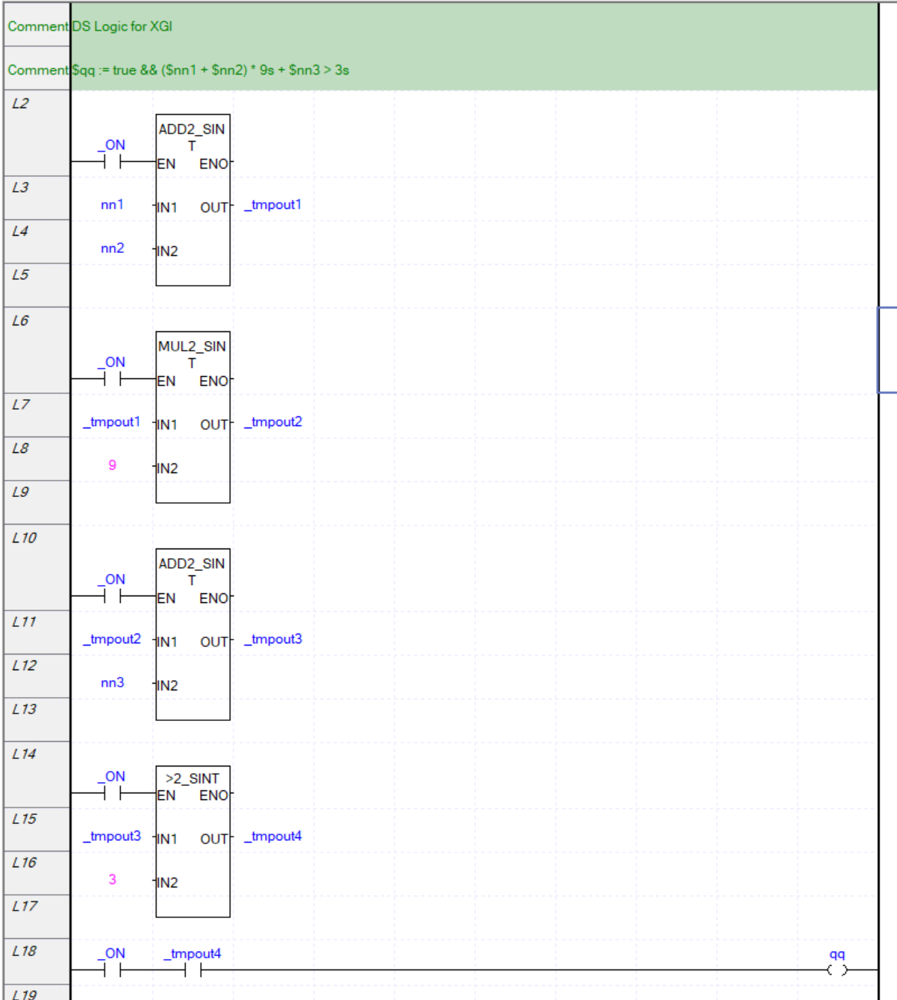 Comment DS Logic for XGI
Comment $qq := true && ($nn1 + $nn2) * 9s + $nn3 > 3s
L2
ADD2_SIN
T
_ON
EN ENO
L3
nn1 IN1 OUT _tmpout1
L4
nn2 IN2
L5
L6
MUL2_SIN
T
_ON
EN ENO
L7
_tmpout1 IN1 OUT _tmpout2
L8
9 IN2
L9
L10
ADD2_SIN
T
_ON
EN ENO
L11
_tmpout2 IN1 OUT _tmpout3
L12
nn3 IN2
L13
L14
_ON >2_SINT
EN ENO
L15
_tmpout3 IN1 OUT _tmpout4
L16
3 IN2
L17
L18 _ON _tmpout4 qq
L19